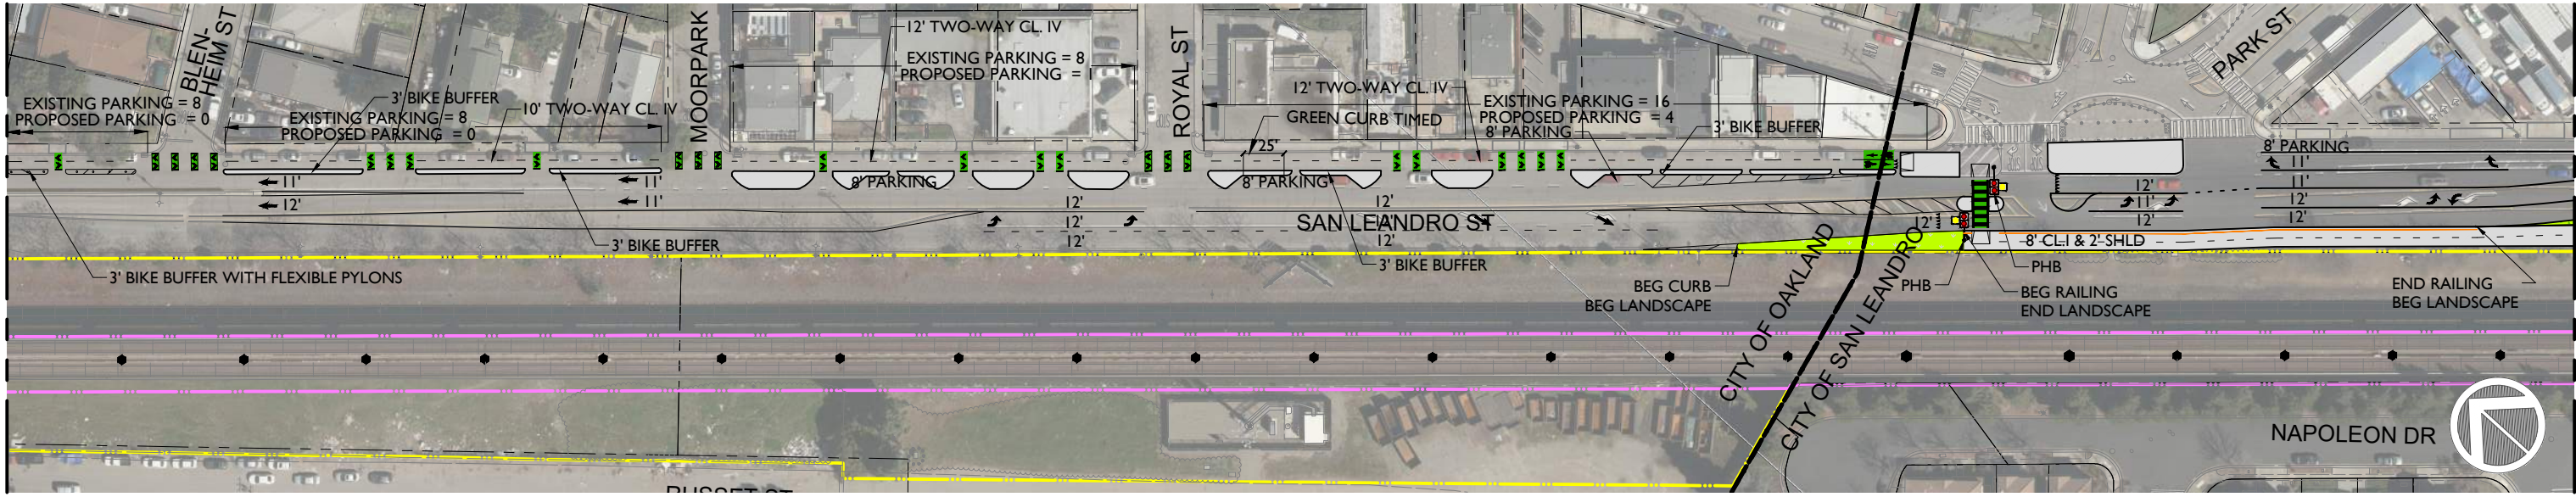 BLEN-
HEIM ST
EXISTING PARKING = 8
PROPOSED PARKING = 0
3' BIKE BUFFER
EXISTING PARKING = 8
PROPOSED PARKING = 0
10' TWO-WAY CL. IV
MOORPARK
12' TWO-WAY CL. IV
EXISTING PARKING = 8
PROPOSED PARKING = 1
ROYAL ST
12' TWO-WAY CL. IV
GREEN CURB TIMED
25'
EXISTING PARKING = 16
PROPOSED PARKING = 4
8' PARKING
3' BIKE BUFFER
PARK ST
8' PARKING
11'
11'
12'
12'
11'
12'
12'
11'
12'
11'
11'
11'
8' PARKING
8' PARKING
12'
12'
12'
12'
SAN LEANDRO ST
12'
12'
8' CL.I & 2' SHLD
3' BIKE BUFFER
3' BIKE BUFFER WITH FLEXIBLE PYLONS
3' BIKE BUFFER
BEG CURB
BEG LANDSCAPE
CITY OF OAKLAND
CITY OF SAN LEANDRO
PHB
PHB
BEG RAILING
END LANDSCAPE
END RAILING
BEG LANDSCAPE
NAPOLEON DR